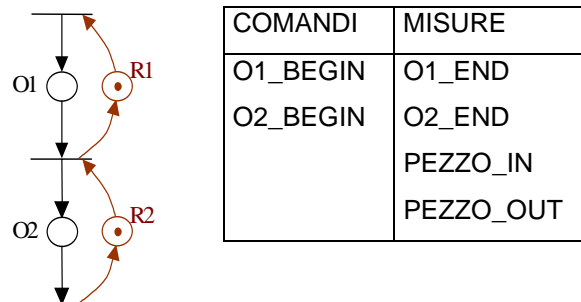 O1
R1
O2
R2
COMANDI MISURE
O1_BEGIN O1_END
O2_BEGIN O2_END
PEZZO_IN
PEZZO_OUT